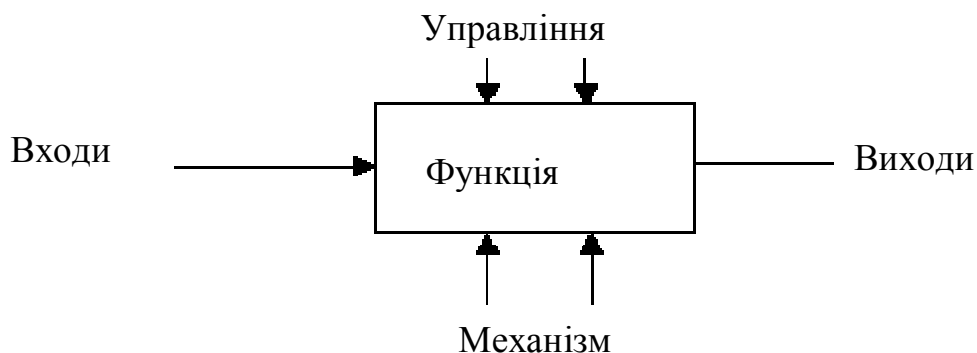 Управління
Входи
Функція
Виходи
Механізм